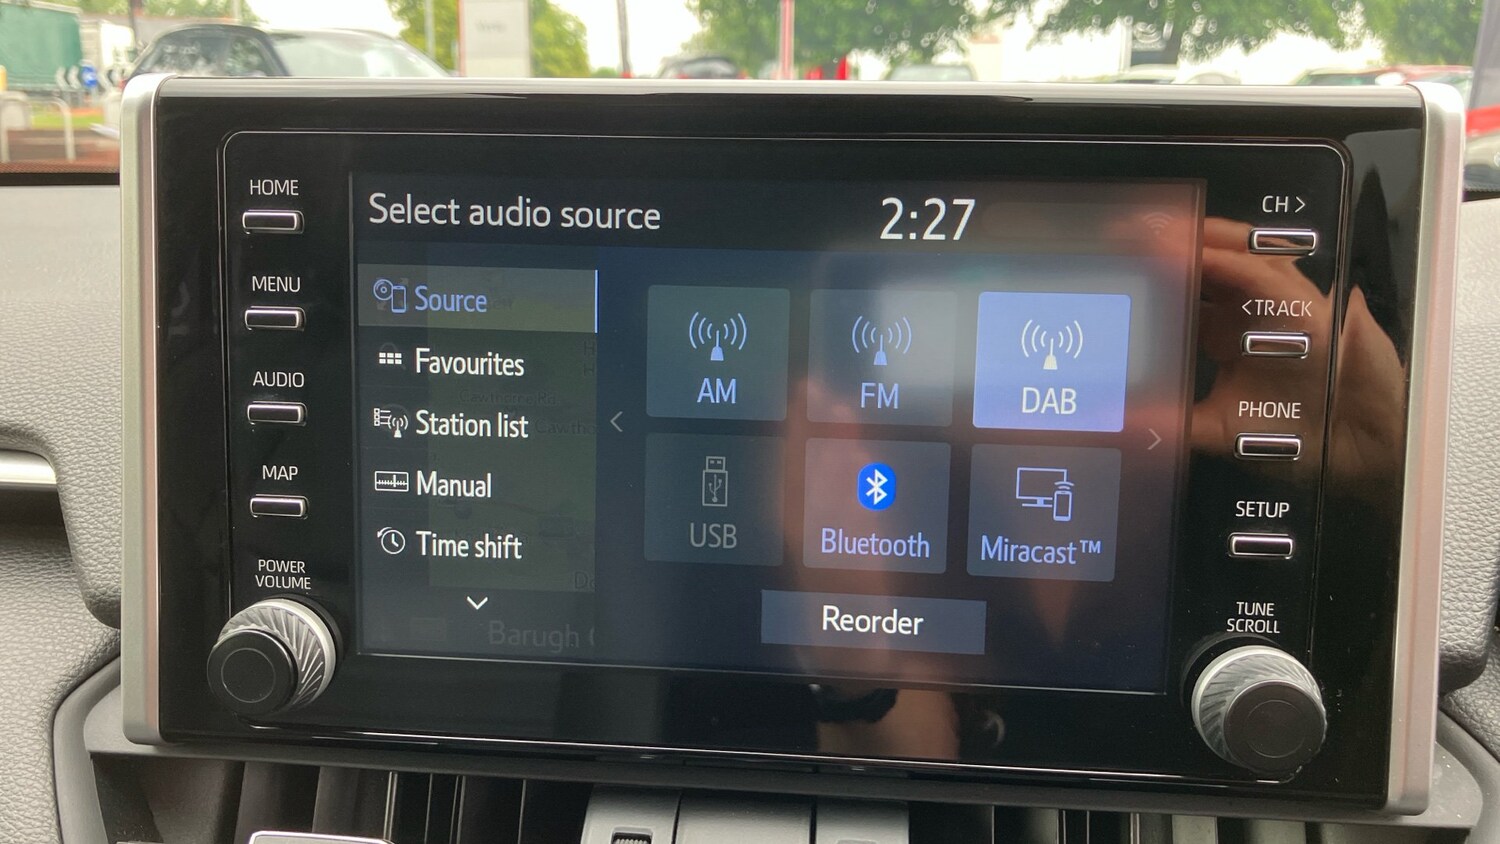 HOME
MENU
AUDIO
MAP
POWER
VOLUME
Select audio source
2:27
Source
Favourites
Station list
Manual
Time shift
Barugh
AM
FM
DAB
USB
Bluetooth
Miracast™
Reorder
CH >
<TRACK
PHONE
SETUP
TUNE
SCROLL